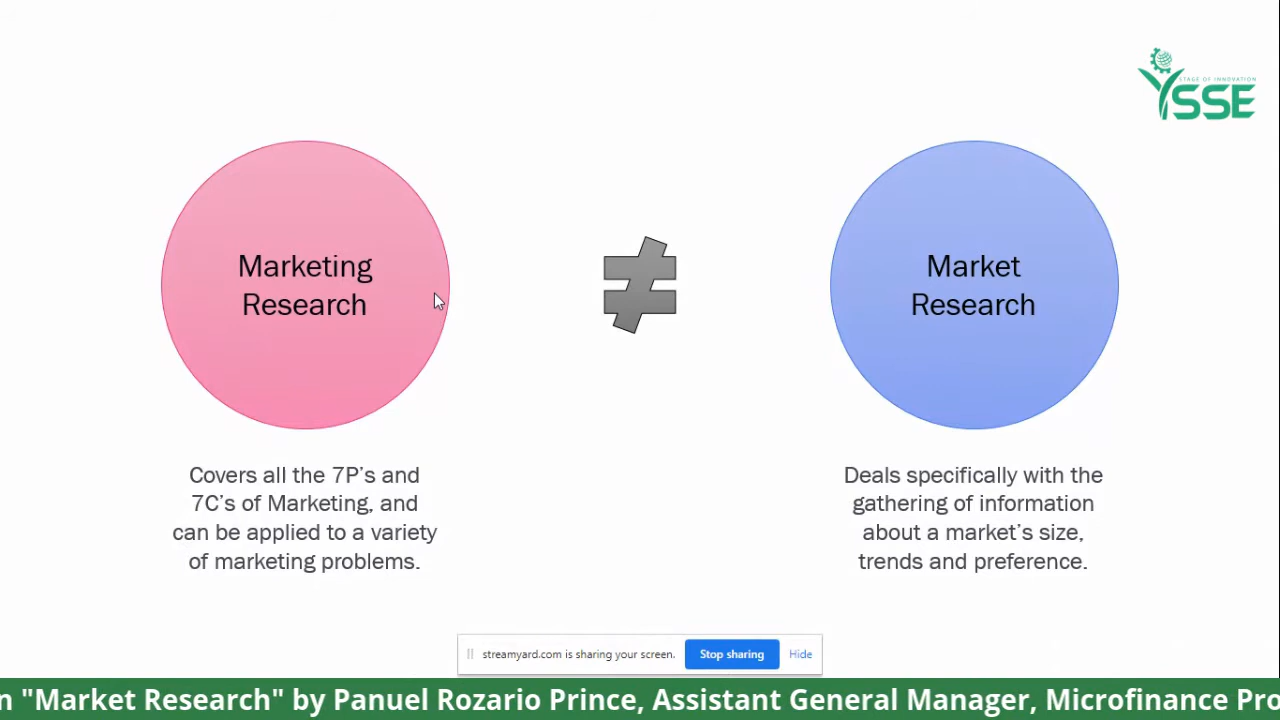 STAGE OF INNOVATION
YSSE
Marketing
Research
≠
Market
Research
Covers all the 7P's and
7C's of Marketing, and
can be applied to a variety
of marketing problems.
Deals specifically with the
gathering of information
about a market's size,
trends and preference.
streamyard.com is sharing your screen. Stop sharing Hide
n "Market Research" by Panuel Rozario Prince, Assistant General Manager, Microfinance Pro